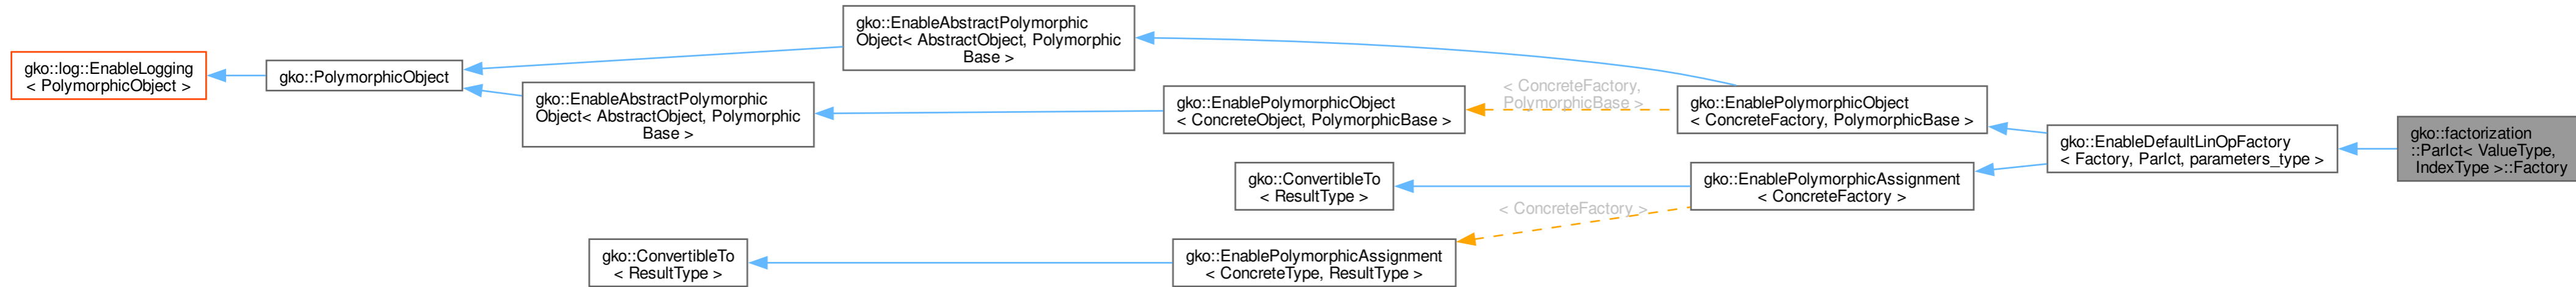 gko::log::EnableLogging
< PolymorphicObject >
gko::PolymorphicObject
gko::EnableAbstractPolymorphic
Object< AbstractObject, Polymorphic
Base >
gko::EnableAbstractPolymorphic
Object< AbstractObject, Polymorphic
Base >
gko::EnablePolymorphicObject
< ConcreteObject, PolymorphicBase >
< ConcreteFactory,
PolymorphicBase >
gko::EnablePolymorphicObject
< ConcreteFactory, PolymorphicBase >
gko::ConvertibleTo
< ResultType >
gko::EnablePolymorphicAssignment
< ConcreteFactory >
< ConcreteFactory >
gko::ConvertibleTo
< ResultType >
gko::EnablePolymorphicAssignment
< ConcreteType, ResultType >
gko::EnableDefaultLinOpFactory
< Factory, ParIct, parameters_type >
gko::factorization
::ParIct< ValueType,
IndexType >::Factory